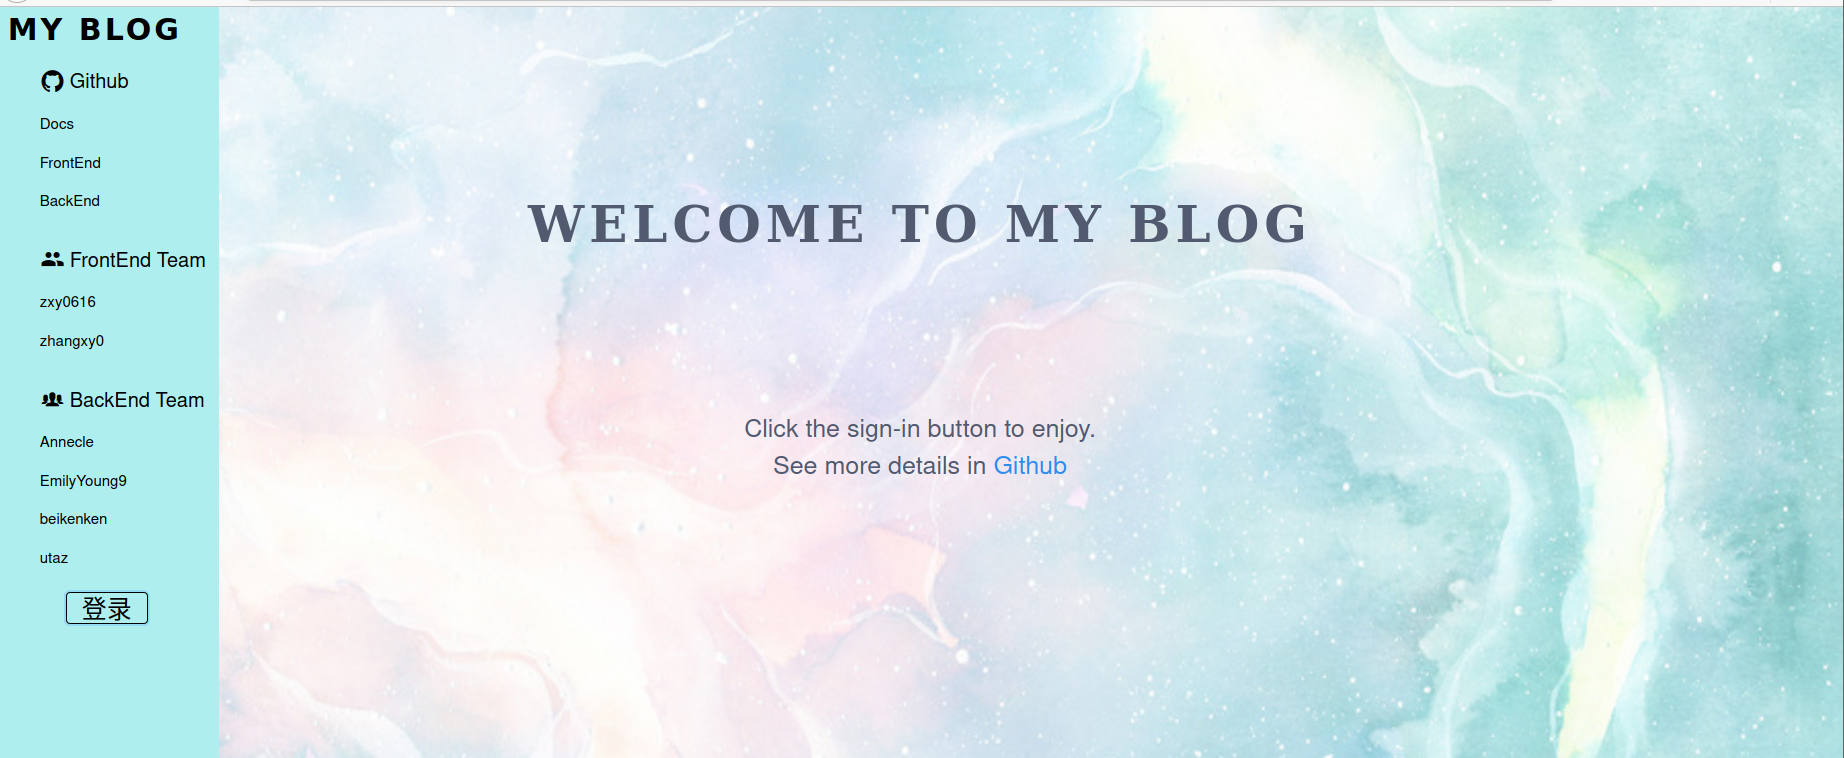 MY BLOG
Github
Docs
FrontEnd
BackEnd
FrontEnd Team
zxy0616
zhangxy0
BackEnd Team
Annecle
EmilyYoung9
beikenken
utaz
登录
WELCOME TO MY BLOG
Click the sign-in button to enjoy.
See more details in Github